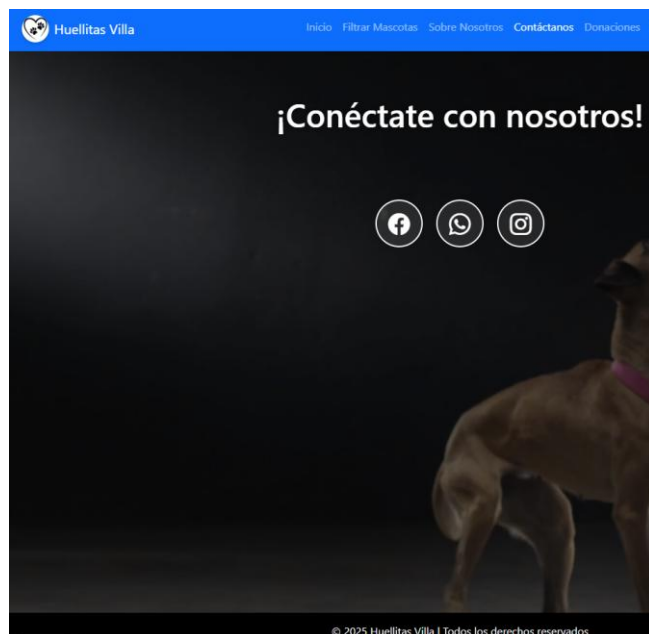 Huellitas Villa
Inicio Filtrar Mascotas Sobre Nosotros Contáctanos Donaciones
¡Conéctate con nosotros!
© 2025 Huellitas Villa | Todos los derechos reservados